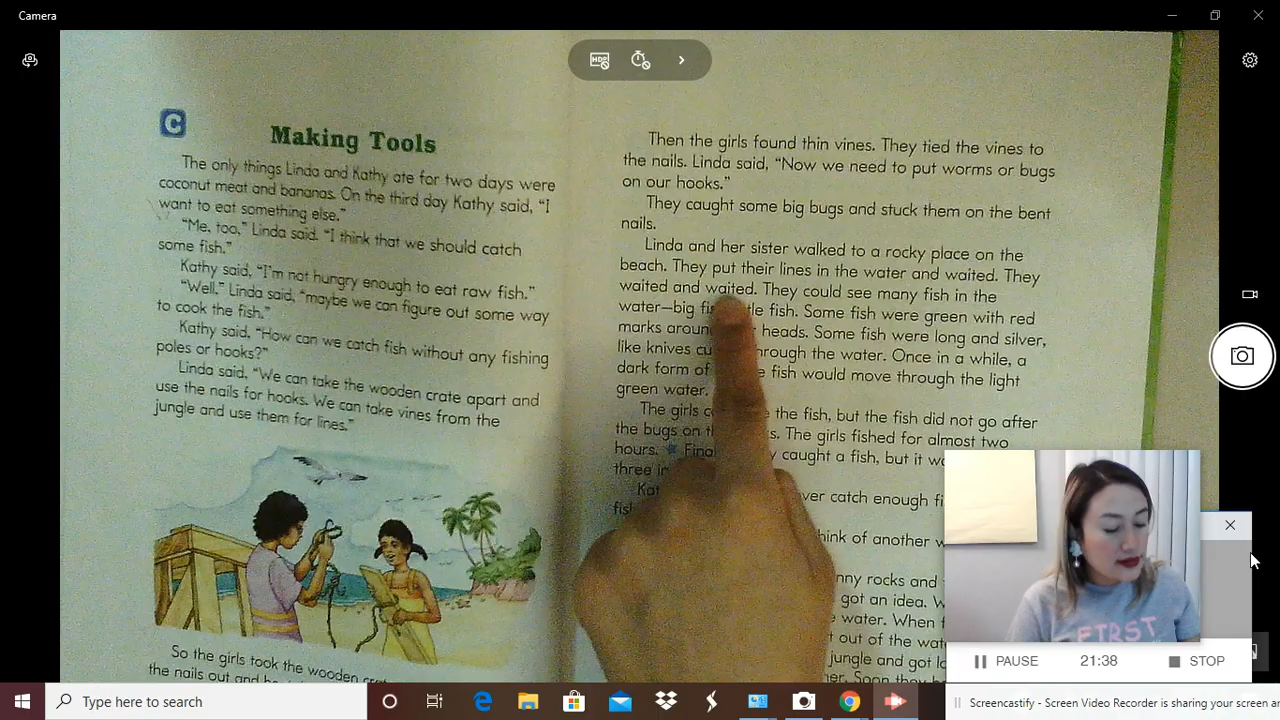 Camera
C
Making Tools
The only things Linda and Kathy ate for two days were
coconut meat and bananas. On the third day Kathy said, “I
want to eat something else.”
“Me, too,” Linda said. “I think that we should catch
some fish.”
Kathy said, “I’m not hungry enough to eat raw fish.”
“Well,” Linda said, “maybe we can figure out some way
to cook the fish.”
Kathy said, “How can we catch fish without any fishing
poles or hooks?”
Linda said, “We can take the wooden crate apart and
use the nails for hooks. We can take vines from the
jungle and use them for lines.”
So the girls took the wooden
the nails out and
Then the girls found thin vines. They tied the vines to
the nails. Linda said, “Now we need to put worms or bugs
on our hooks.”
They caught some big bugs and stuck them on the bent
nails.
Linda and her sister walked to a rocky place on the
beach. They put their lines in the water and waited. They
waited and waited. They could see many fish in the
water—big fish. Some fish were green with red
marks heads. Some fish were long and silver,
like knives through the water. Once in a while, a
dark form of fish would move through the light
green water.
The girls the fish, but the fish did not go after
the bugs on The girls fished for almost two
hours. caught a fish, but it
three
catch enough
think of another
rocks and
got an idea.
water. When
out of the
jungle and got
Soon they
FIRST
PAUSE 21:38 STOP
Type here to search
Screencastify - Screen Video Recorder is sharing your screen